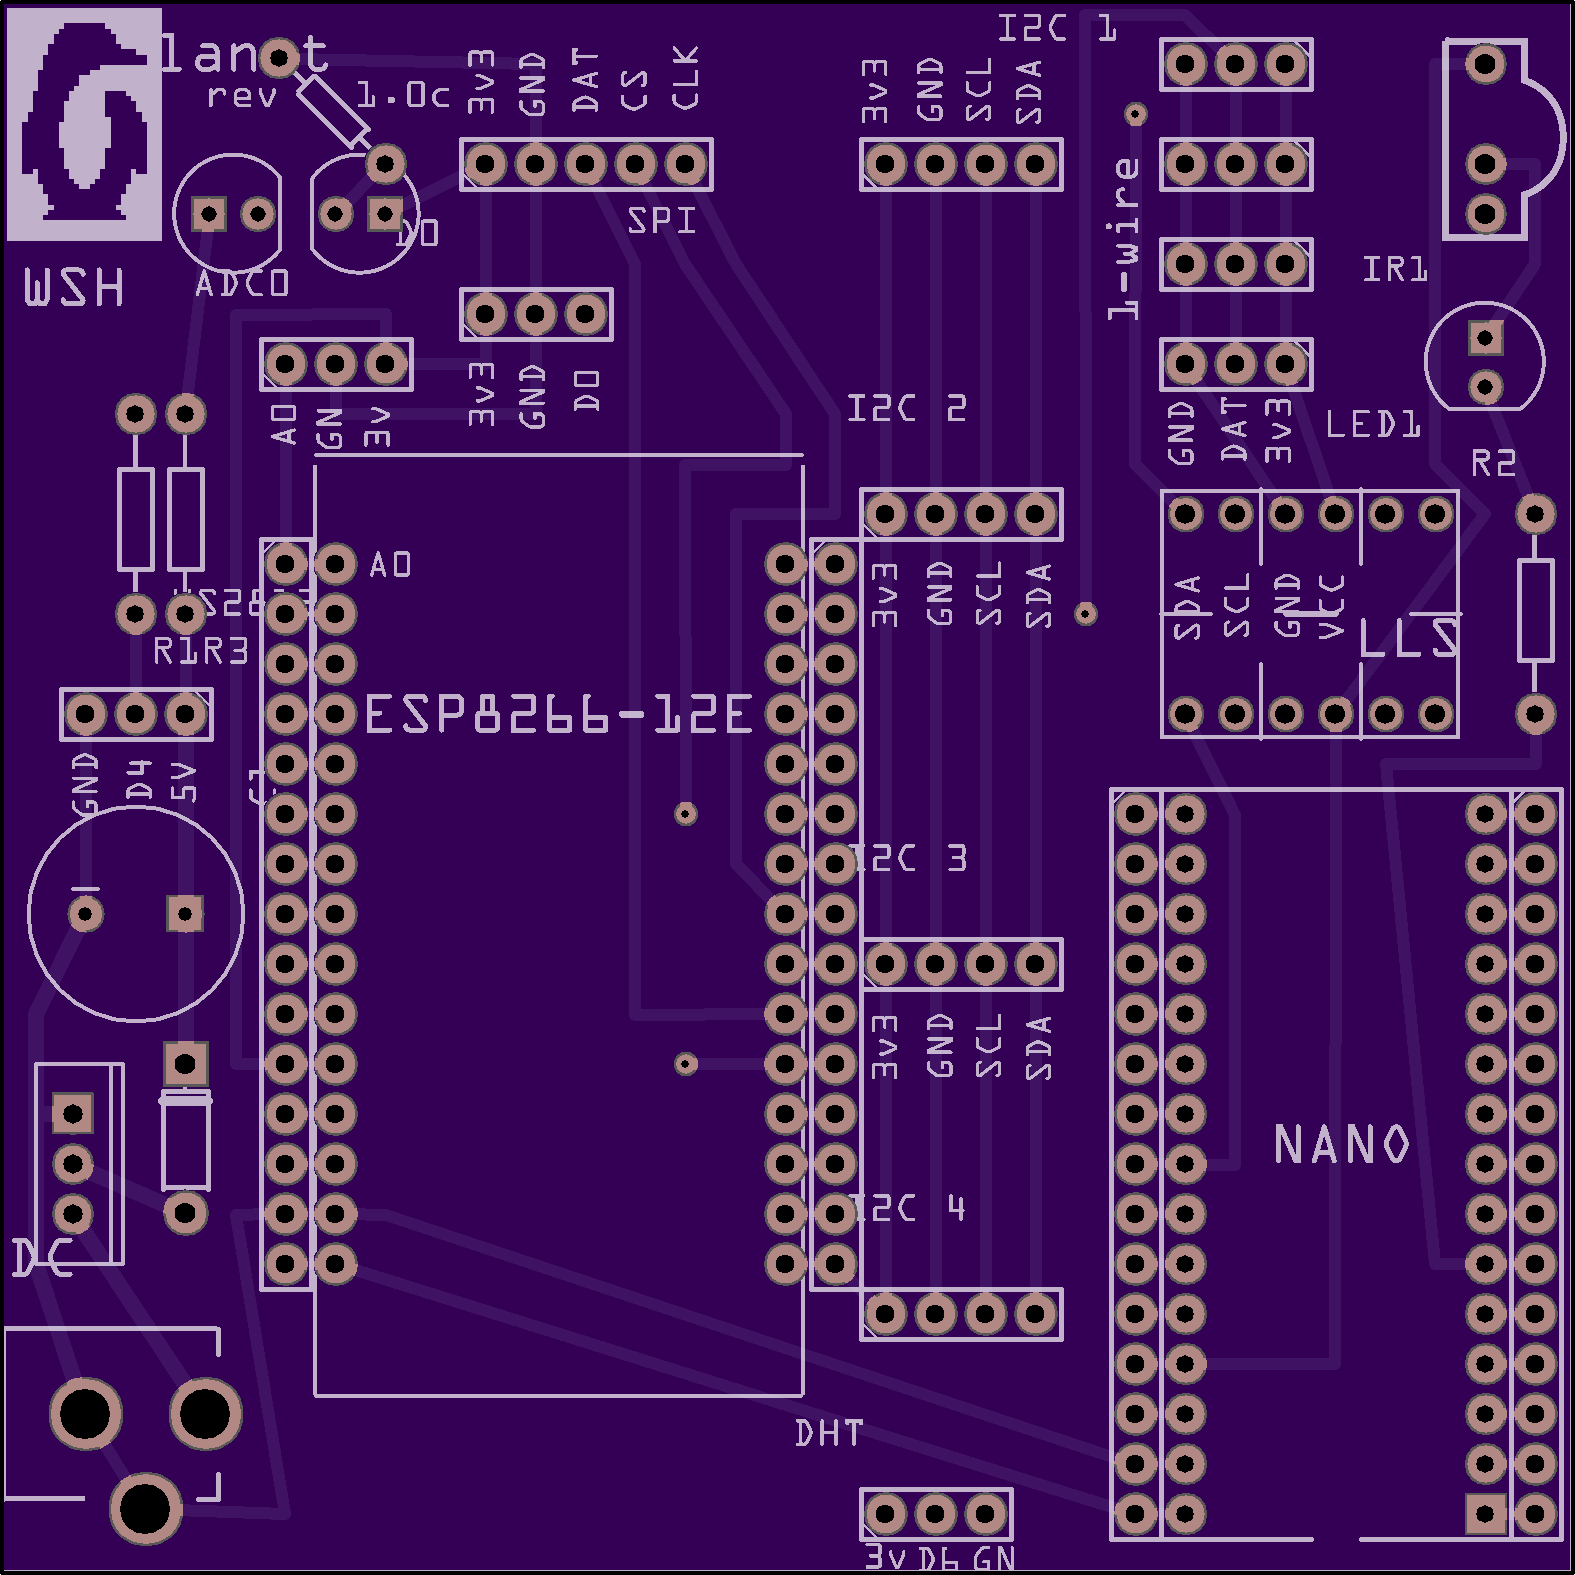 lan t
rev 1.0c
WSH
ADC0
D0
3v3 GND DAT CS CLK
SPI
3v3 GND D0
A0 GN 3v
I2C 1
3v3 GND SCL SDA
1-wire
IR1
GND DAT 3v3
LED1
R2
I2C 2
3v3 GND SCL SDA
SDA SCL GND VCC
LLS
A0
R1R3
ESP8266-12E
GND D4 5V
I2C 3
3v3 GND SCL SDA
NANO
I2C 4
DC
DHT
3v D6 GN